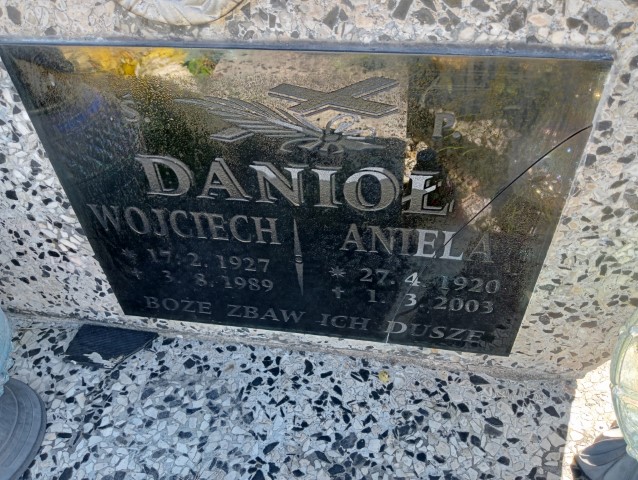 Ś. P.
DANIOŁ
WOJCIECH ANIELA
* 17. 2. 1927 * 27. 4. 1920
+ 3. 8. 1989 + 1. 3. 2003
BOŻE ZBAW ICH DUSZE